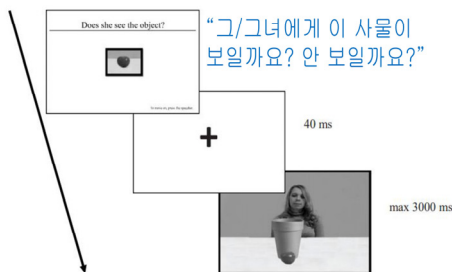 Does she see the object?
“그/그녀에게 이 사물이
보일까요? 안 보일까요?”
40 ms
max 3000 ms